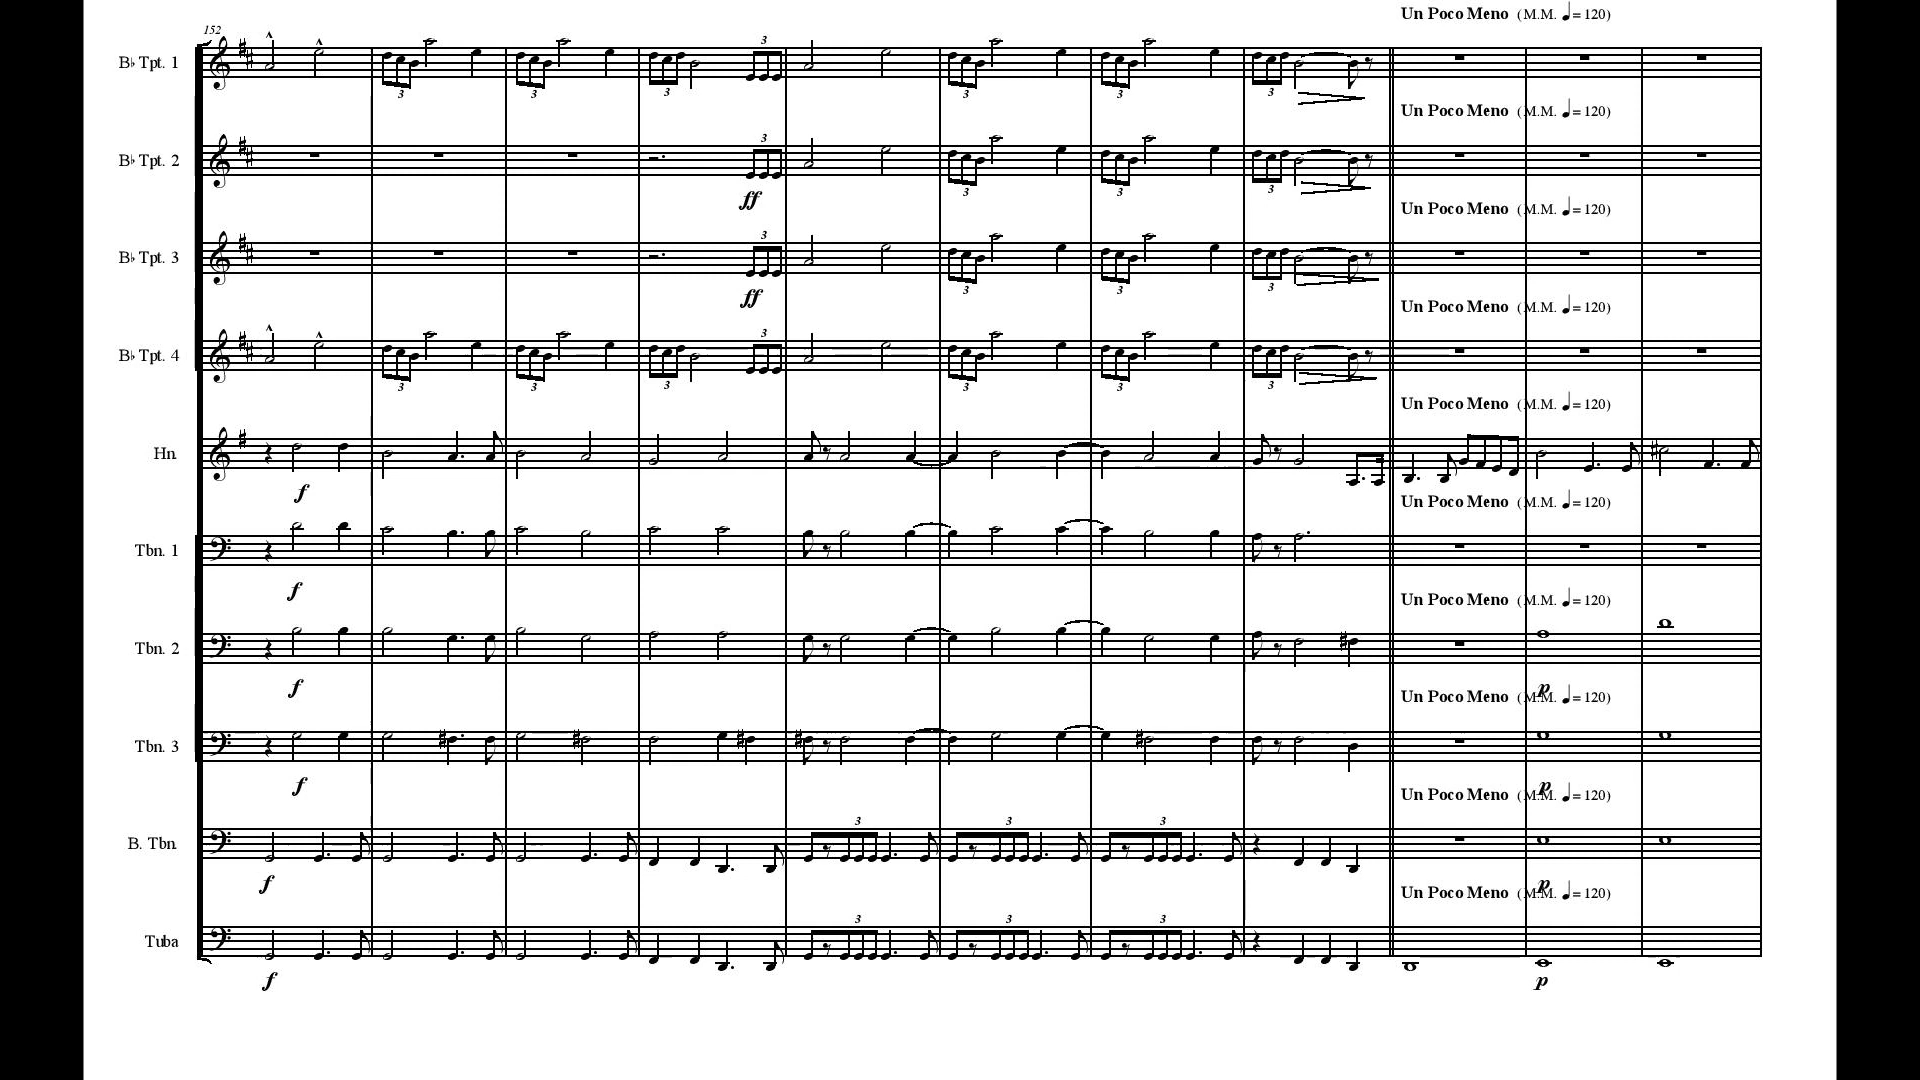 Un Poco Meno (M.M. ♩= 120)
152
B♭ Tpt. 1
3 3 3 3 3 3 3
Un Poco Meno (M.M. ♩= 120)
B♭ Tpt. 2
3 3 3 3
ff
Un Poco Meno (M.M. ♩= 120)
B♭ Tpt. 3
3 3 3 3
ff
Un Poco Meno (M.M. ♩= 120)
B♭ Tpt. 4
3 3 3 3 3 3 3
Un Poco Meno (M.M. ♩= 120)
Hn
f
Un Poco Meno (M.M. ♩= 120)
Tbn. 1
f
Un Poco Meno (M.M. ♩= 120)
Tbn. 2
f p
Un Poco Meno (M.M. ♩= 120)
Tbn. 3
f p
Un Poco Meno (M.M. ♩= 120)
3 3 3
B. Tbn
f p
Un Poco Meno (M.M. ♩= 120)
3 3 3
Tuba
f p